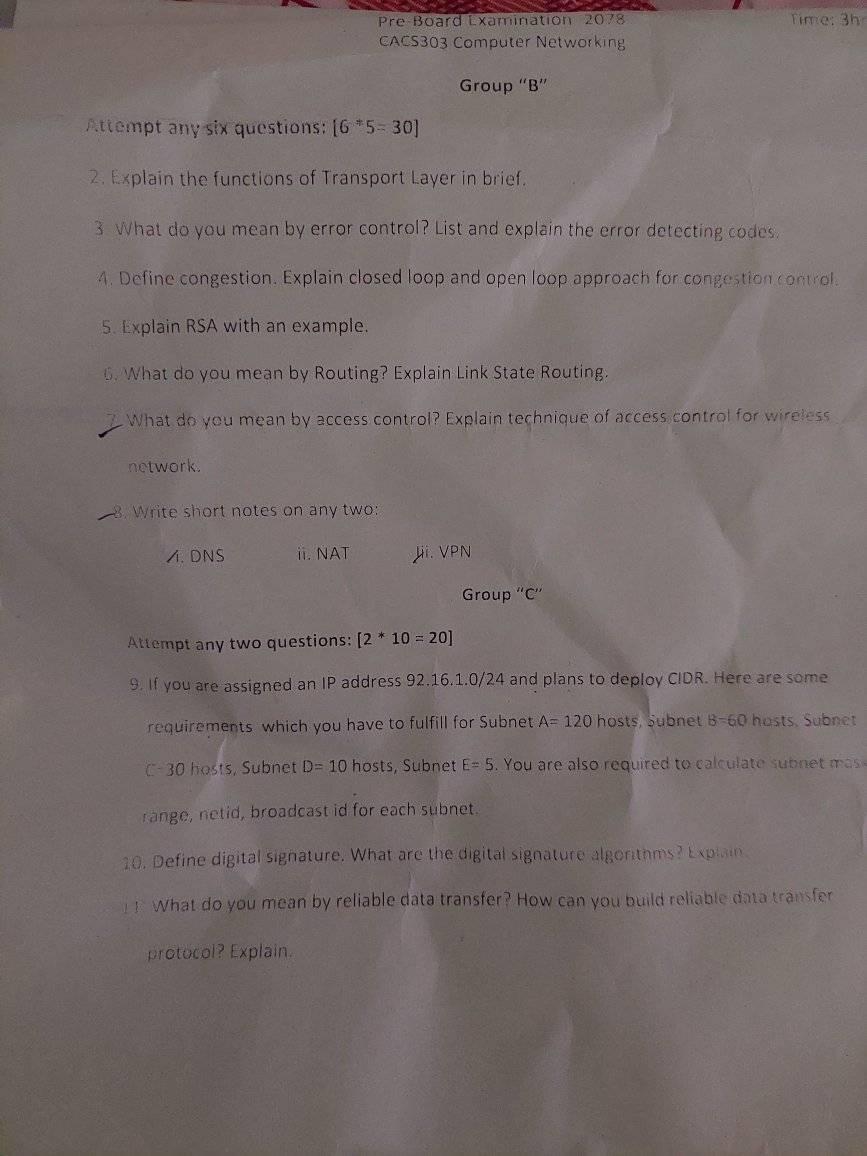 Pre-Board Examination 2078
Time: 3h
CACS303 Computer Networking
Group "B"
Attempt any six questions: [6 *5= 30]
2. Explain the functions of Transport Layer in brief.
3 What do you mean by error control? List and explain the error detecting codes.
4. Define congestion. Explain closed loop and open loop approach for congestion control.
5. Explain RSA with an example.
6. What do you mean by Routing? Explain Link State Routing.
7. What do you mean by access control? Explain technique of access control for wireless
network.
8. Write short notes on any two:
i. DNS ii. NAT iii. VPN
Group "C"
Attempt any two questions: [2 * 10 = 20]
9. If you are assigned an IP address 92.16.1.0/24 and plans to deploy CIDR. Here are some
requirements which you have to fulfill for Subnet A= 120 hosts, Subnet B=60 hosts, Subnet
C=30 hosts, Subnet D= 10 hosts, Subnet E= 5. You are also required to calculate subnet mas
range, netid, broadcast id for each subnet.
10. Define digital signature. What are the digital signature algorithms? Explain.
11 What do you mean by reliable data transfer? How can you build reliable data transfer
protocol? Explain.